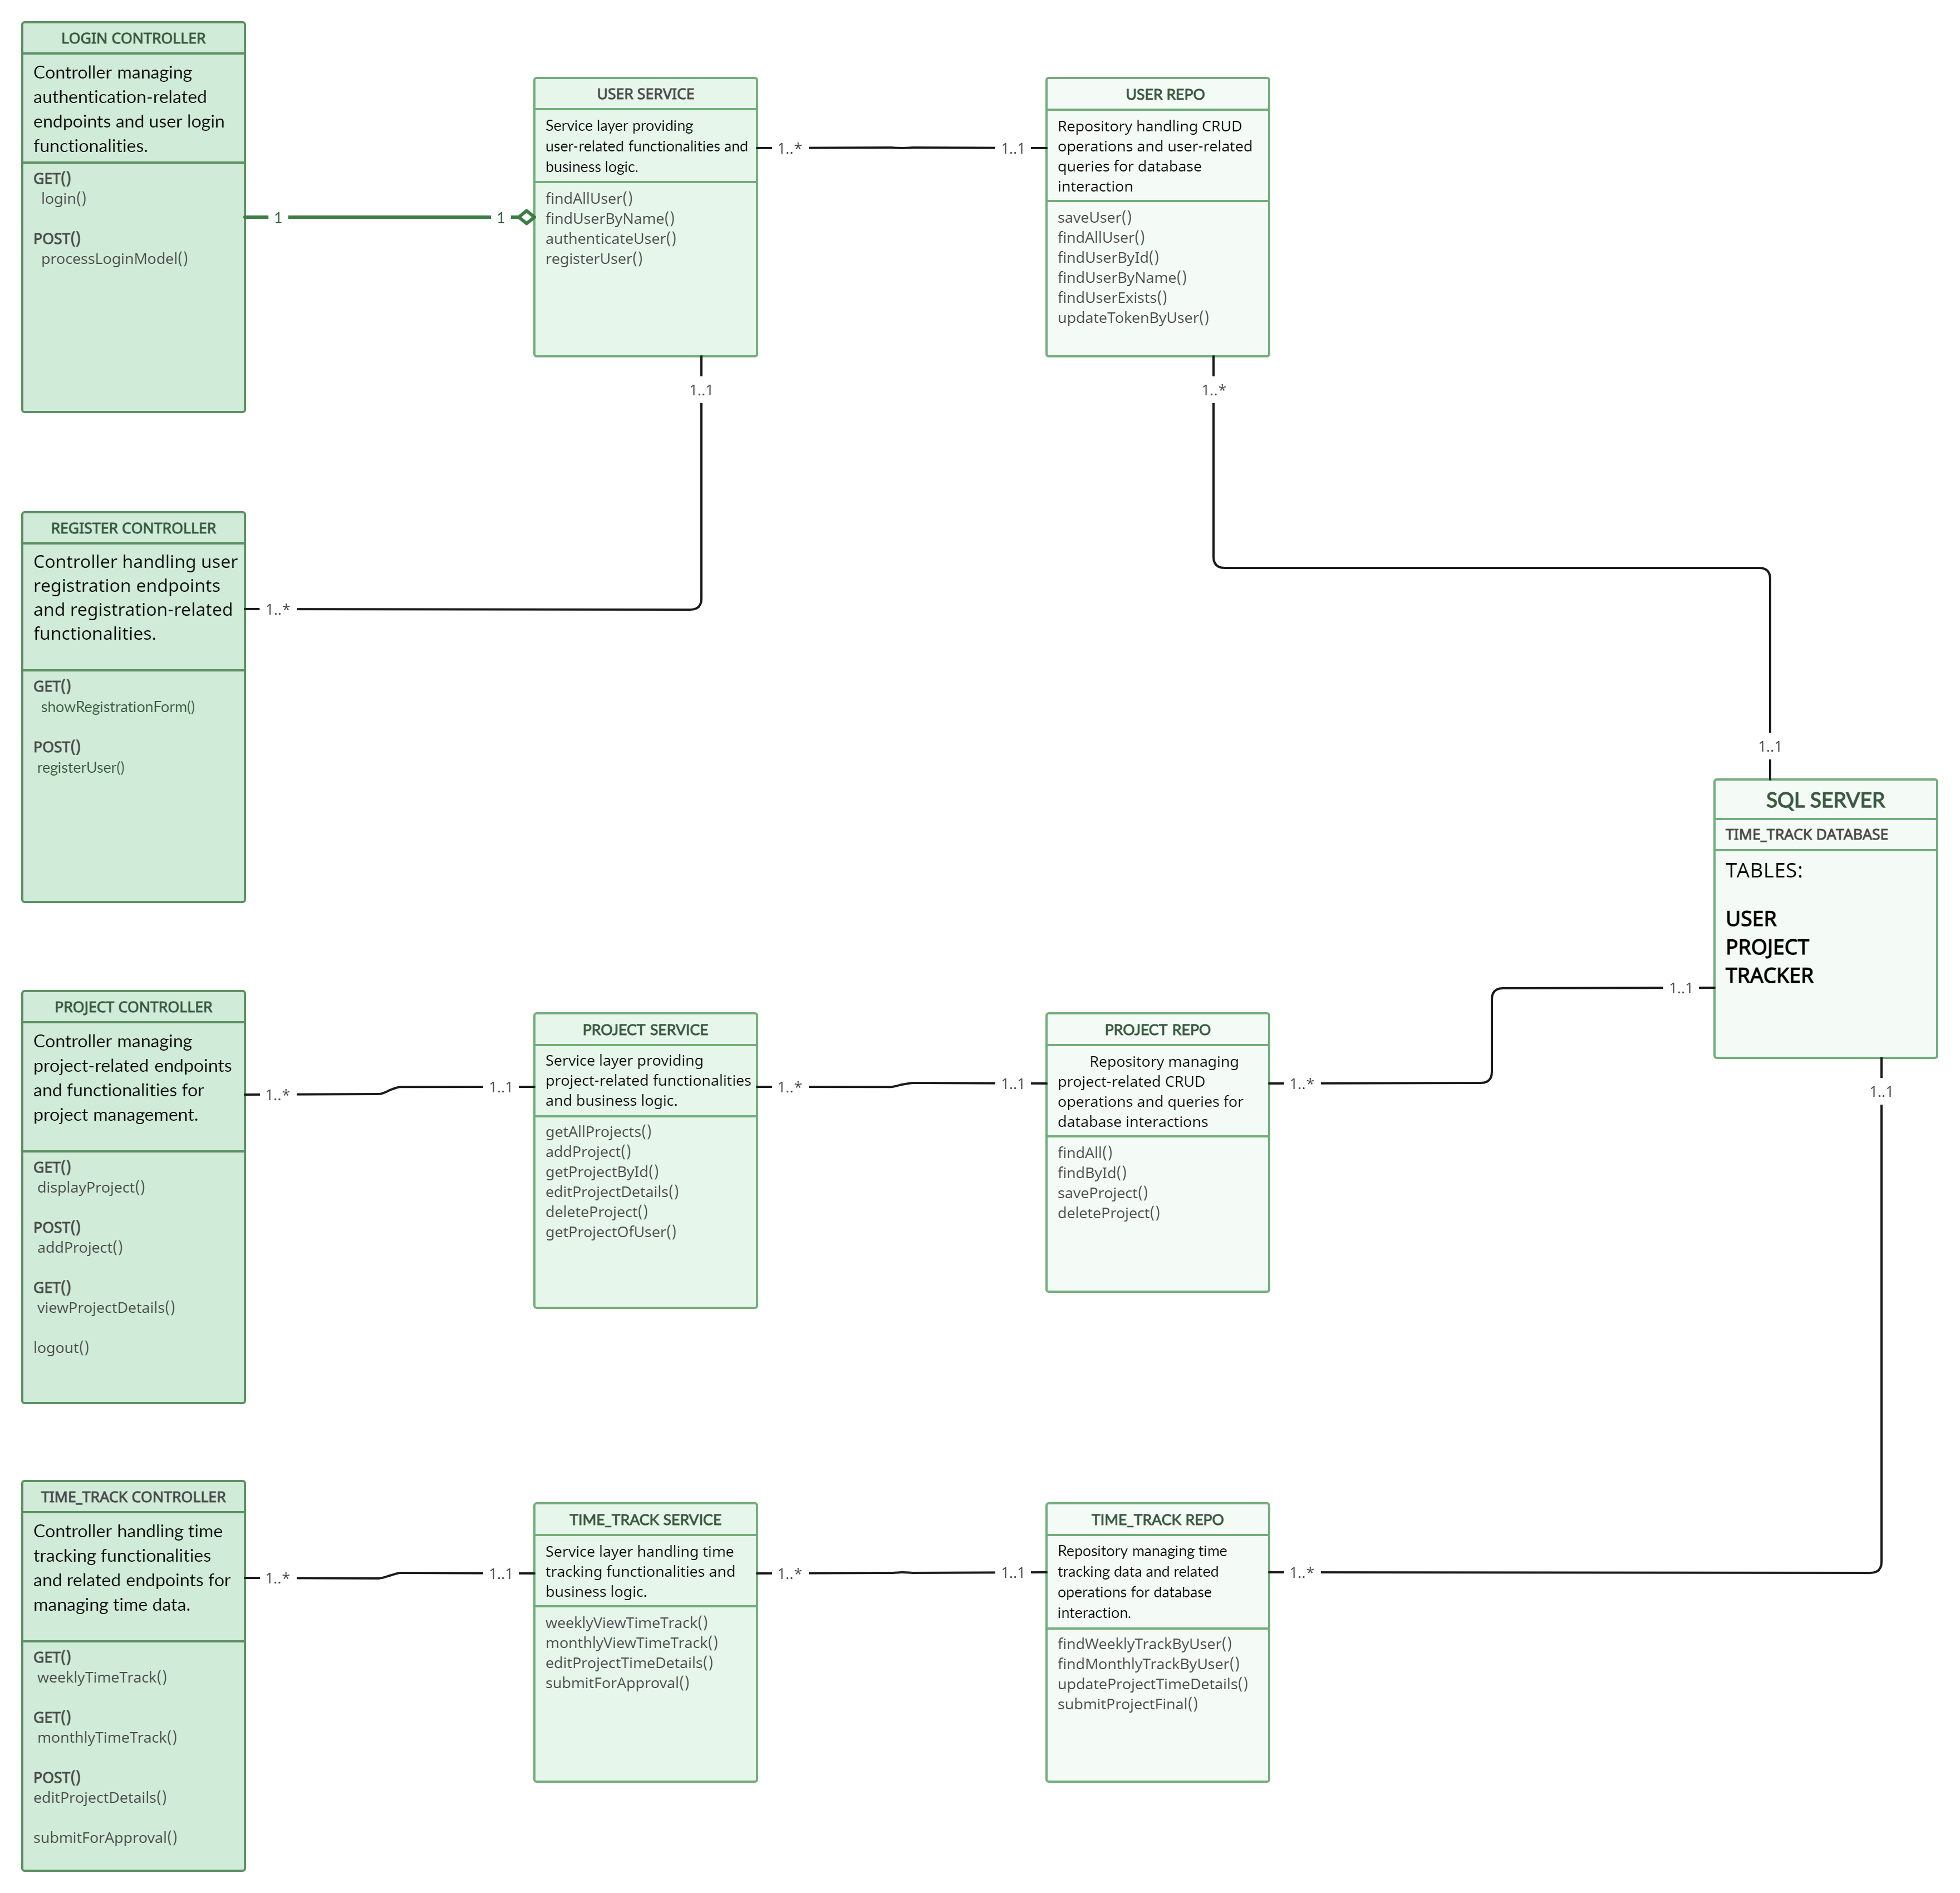 LOGIN CONTROLLER
Controller managing
authentication-related
endpoints and user login
functionalities.
GET()
login()
POST()
processLoginModel()
1
1
USER SERVICE
Service layer providing
user-related functionalities and
business logic.
findAllUser()
findUserByName()
authenticateUser()
registerUser()
1..*
1..1
USER REPO
Repository handling CRUD
operations and user-related
queries for database
interaction
saveUser()
findAllUser()
findUserById()
findUserByName()
findUserExists()
updateTokenByUser()
1..1
1..*
REGISTER CONTROLLER
Controller handling user
registration endpoints
and registration-related
functionalities.
GET()
showRegistrationForm()
POST()
registerUser()
1..*
1..1
SQL SERVER
TIME_TRACK DATABASE
TABLES:
USER
PROJECT
TRACKER
1..1
1..1
PROJECT CONTROLLER
Controller managing
project-related endpoints
and functionalities for
project management.
GET()
displayProject()
POST()
addProject()
GET()
viewProjectDetails()
logout()
1..*
1..1
PROJECT SERVICE
Service layer providing
project-related functionalities
and business logic.
getAllProjects()
addProject()
getProjectById()
editProjectDetails()
deleteProject()
getProjectOfUser()
1..*
1..1
PROJECT REPO
Repository managing
project-related CRUD
operations and queries for
database interactions
findAll()
findById()
saveProject()
deleteProject()
1..*
TIME_TRACK CONTROLLER
Controller handling time
tracking functionalities
and related endpoints for
managing time data.
GET()
weeklyTimeTrack()
GET()
monthlyTimeTrack()
POST()
editProjectDetails()
submitForApproval()
1..*
1..1
TIME_TRACK SERVICE
Service layer handling time
tracking functionalities and
business logic.
weeklyViewTimeTrack()
monthlyViewTimeTrack()
editProjectTimeDetails()
submitForApproval()
1..*
1..1
TIME_TRACK REPO
Repository managing time
tracking data and related
operations for database
interaction.
findWeeklyTrackByUser()
findMonthlyTrackByUser()
updateProjectTimeDetails()
submitProjectFinal()
1..*